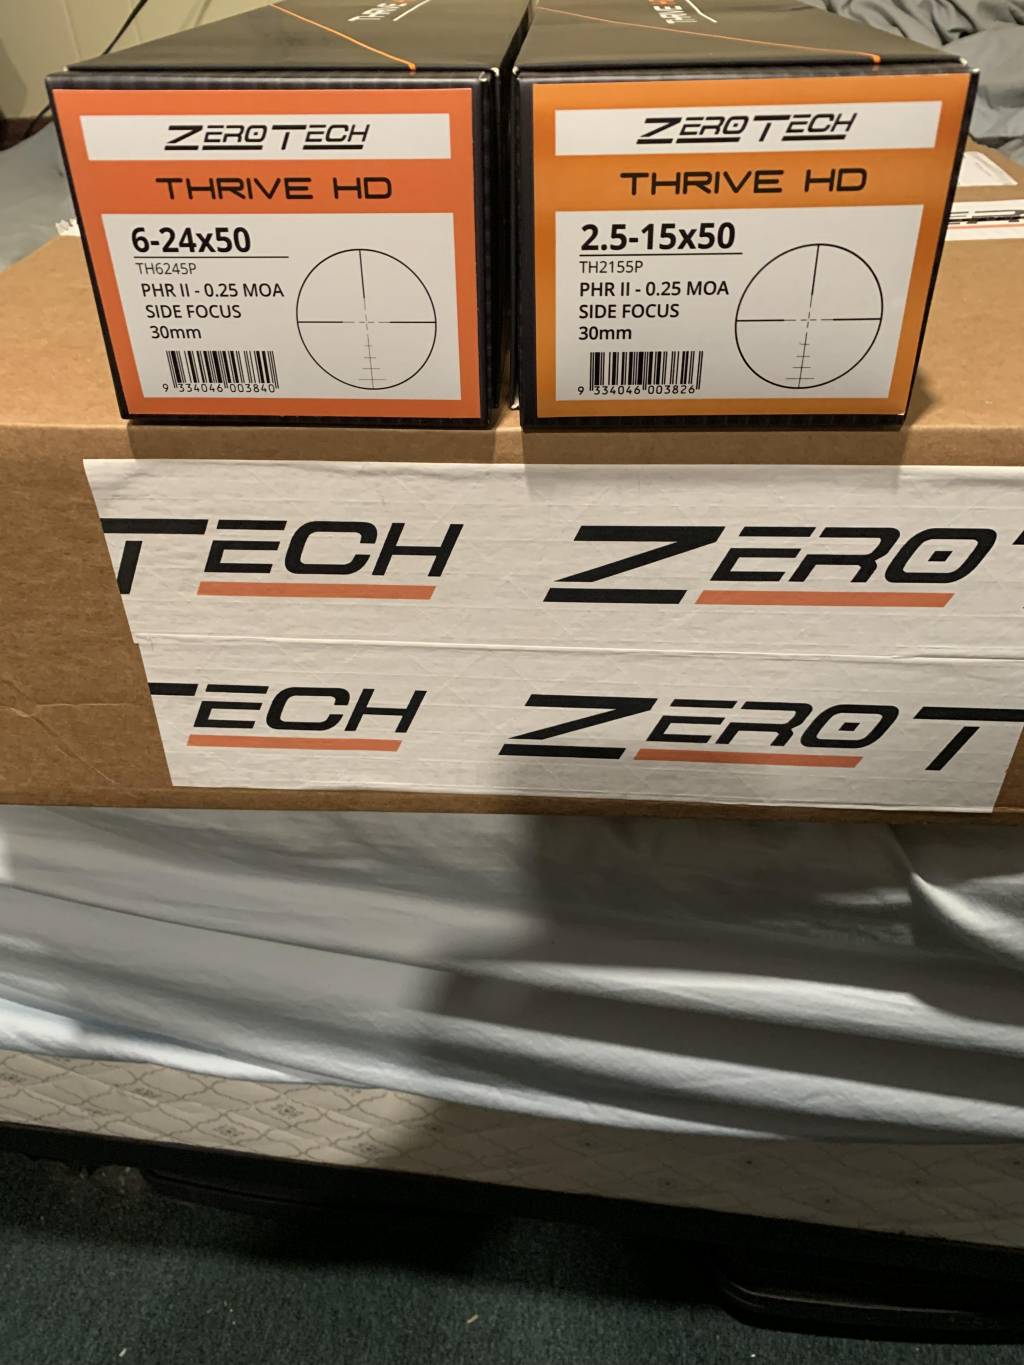 THRIVE
ZEROTECH
THRIVE HD
6-24x50
TH6245P
PHR II - 0.25 MOA
SIDE FOCUS
30mm
9 334046 003840
ZEROTECH
THRIVE HD
2.5-15x50
TH2155P
PHR II - 0.25 MOA
SIDE FOCUS
30mm
9 334046 003826
TECH ZERO
TECH ZERO T